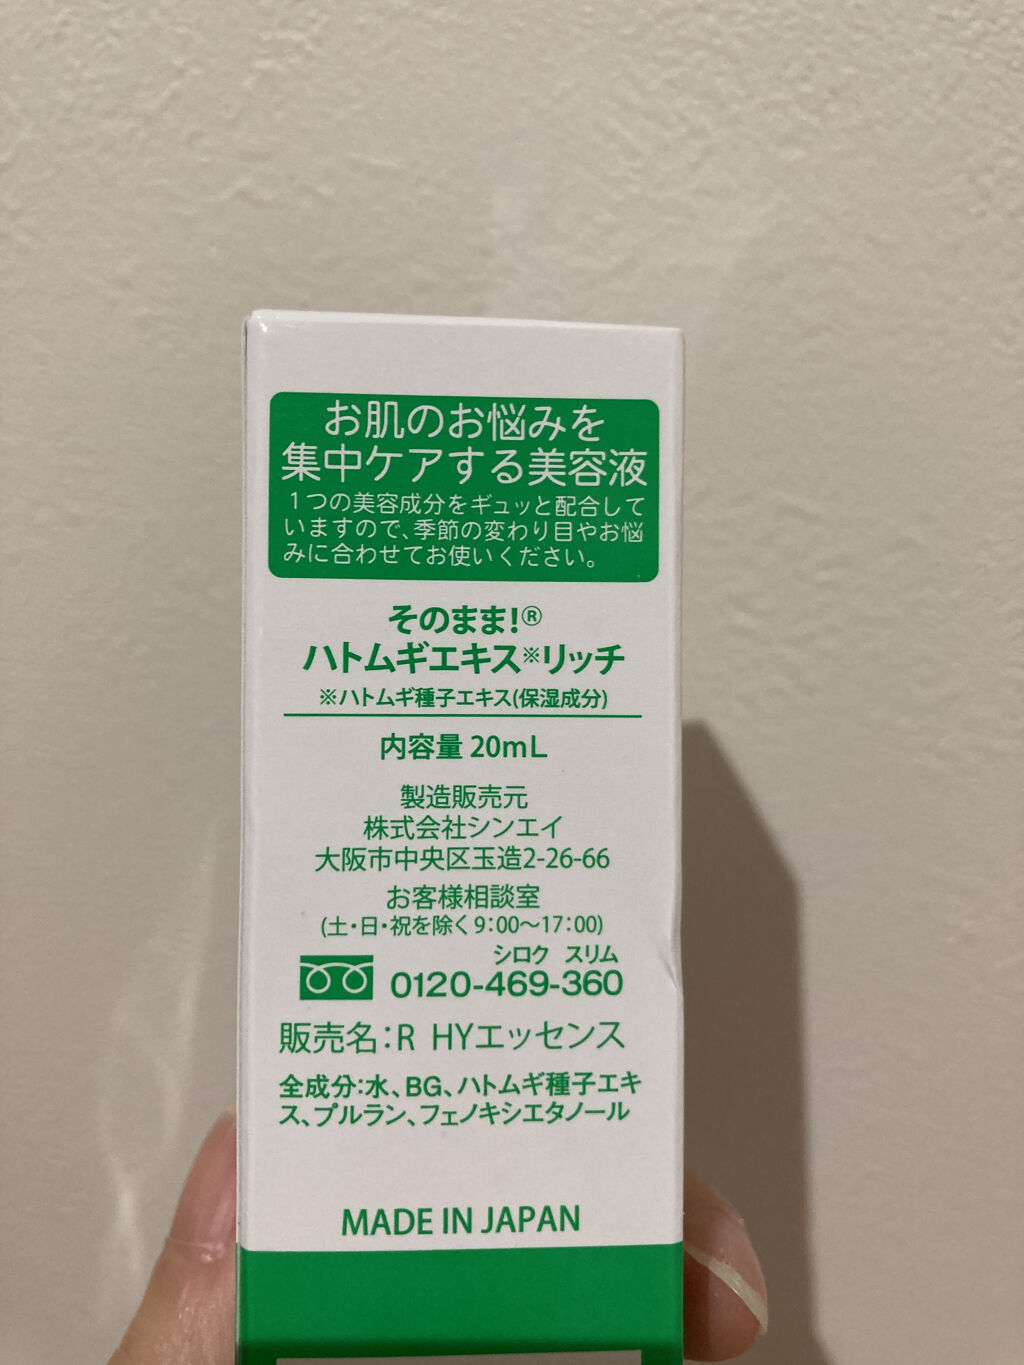 お肌のお悩みを
集中ケアする美容液
１つの美容成分をギュッと配合して
いますので、季節の変わり目やお悩
みに合わせてお使いください。
そのまま!®
ハトムギエキス※リッチ
※ハトムギ種子エキス(保湿成分)
内容量 20mL
製造販売元
株式会社シンエイ
大阪市中央区玉造2-26-66
お客様相談室
(土・日・祝を除く9:00～17:00)
シロク スリム
0120-469-360
販売名：R HYエッセンス
全成分:水、BG、ハトムギ種子エキ
ス、プルラン、フェノキシエタノール
MADE IN JAPAN